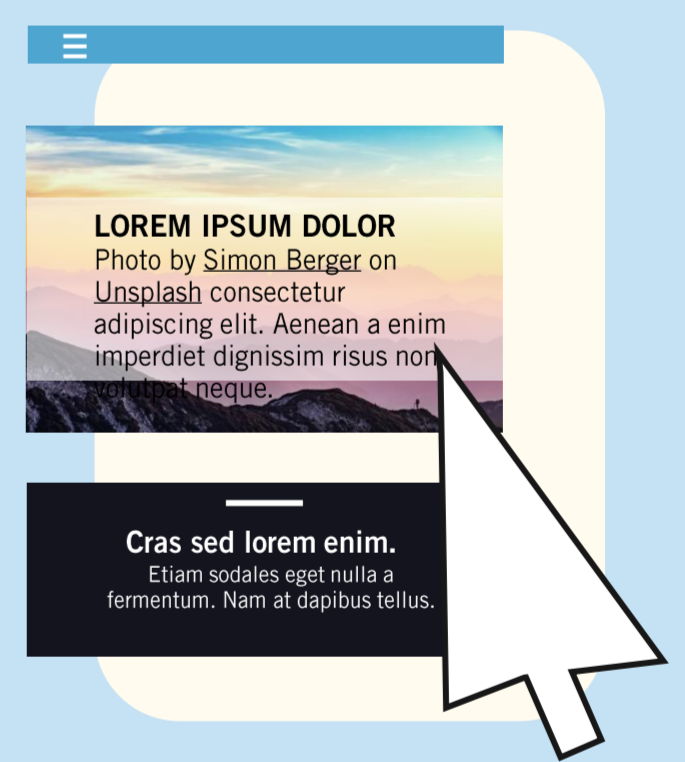 LOREM IPSUM DOLOR
Photo by Simon Berger on
Unsplash consectetur
adipiscing elit. Aenean a enim
imperdiet dignissim risus non
volutpat neque.
Cras sed lorem enim.
Etiam sodales eget nulla a
fermentum. Nam at dapibus tellus.